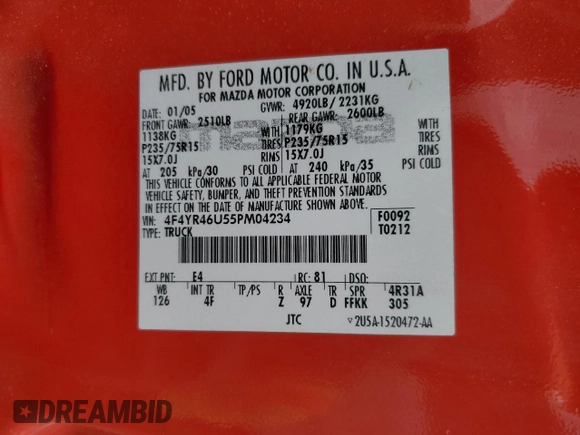 MFD. BY FORD MOTOR CO. IN U.S.A.
FOR MAZDA MOTOR CORPORATION
DATE: 01/05 GVWR: 4920LB/ 2231KG
FRONT GAWR: 2510LB REAR GAWR: 2600LB
1138KG WITH 1179KG WITH
P235/75R15 TIRES P235/75R15 TIRES
15X7.0J RIMS 15X7.0J RIMS
AT 205 kPa/30 PSI COLD AT 240 kPa/35 PSI COLD
THIS VEHICLE CONFORMS TO ALL APPLICABLE FEDERAL MOTOR
VEHICLE SAFETY, BUMPER, AND THEFT PREVENTION STANDARDS
IN EFFECT ON THE DATE OF MANUFACTURE SHOWN ABOVE.
VIN: 4F4YR46U55PM04234 F0092
TYPE: TRUCK T0212
EXT PNT: E4 RC: 81 DSO:
WB INT TR TP/PS R AXLE TR SPR 4R31A
126 4F Z 97 D FFKK 305
JTC ▽2U5A-1520472-AA
DREAMBID